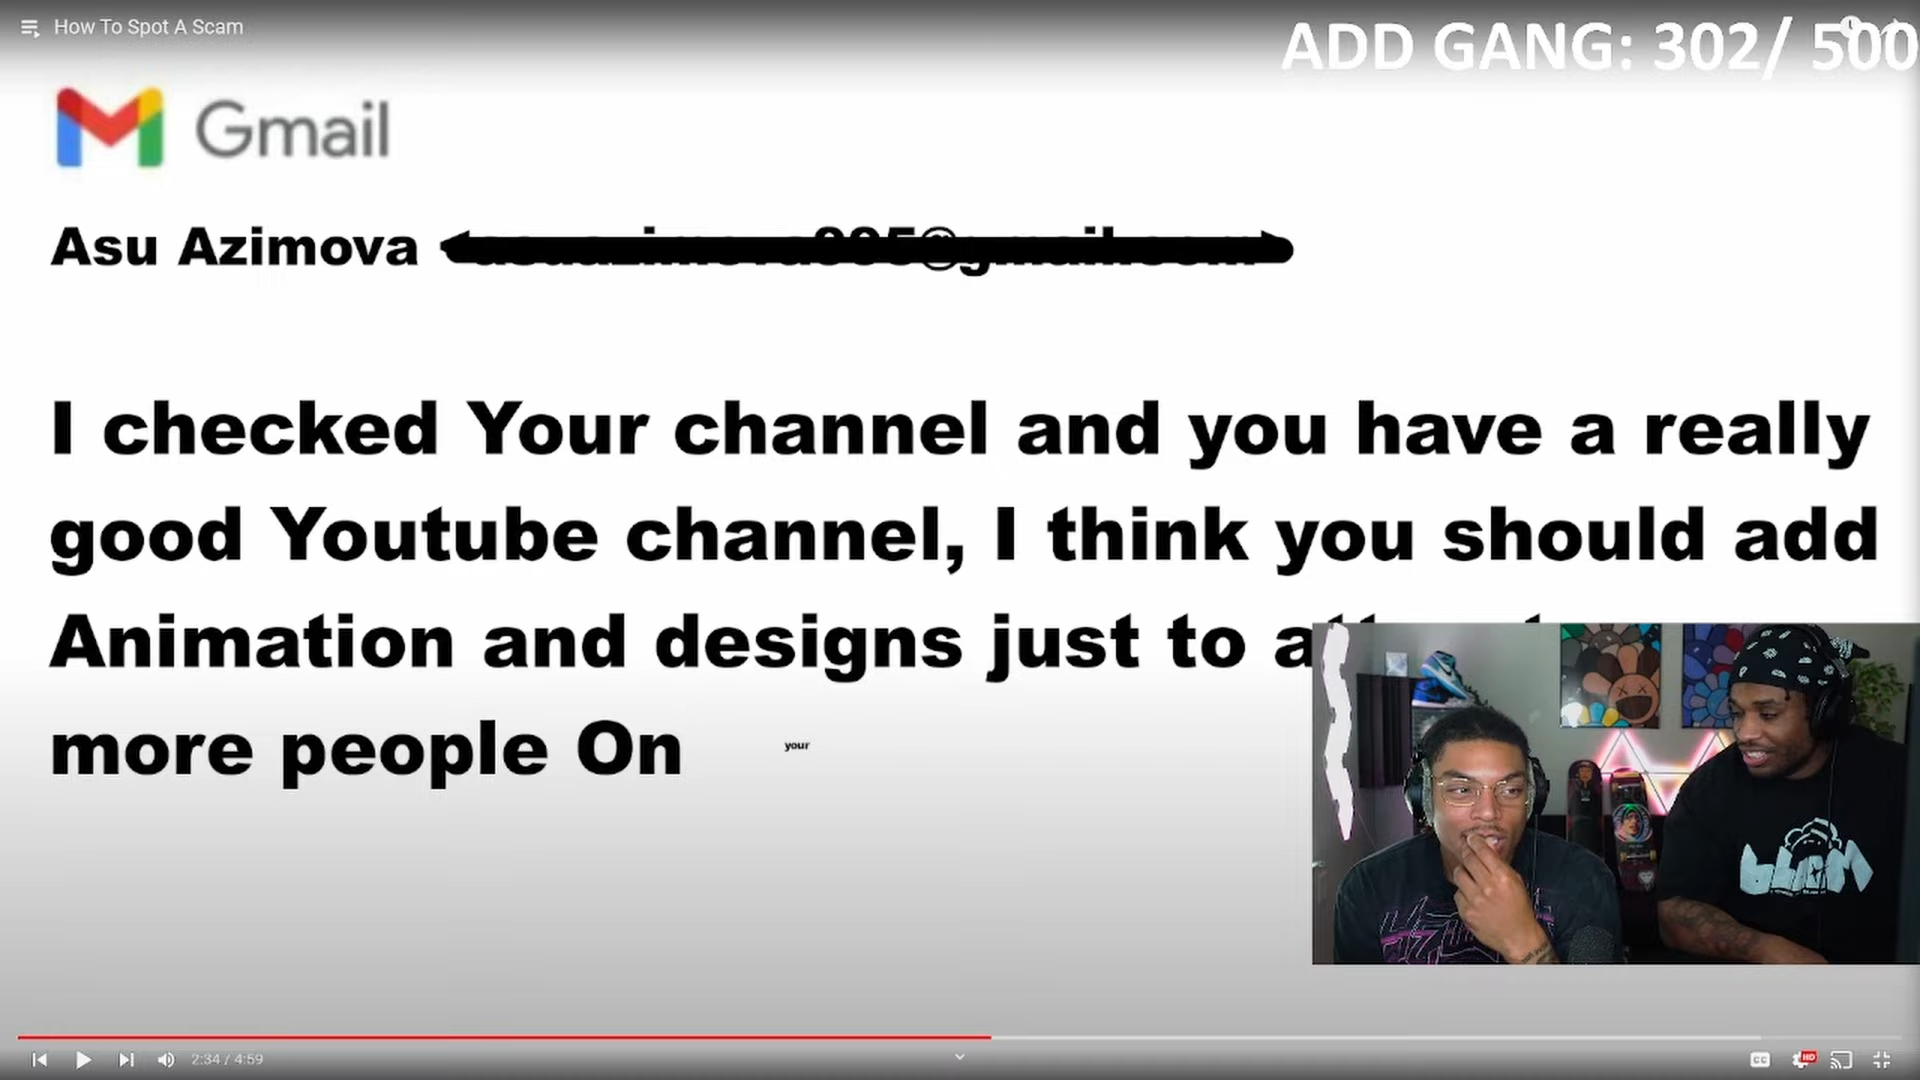 How To Spot A Scam
ADD GANG: 302/ 500
Gmail
Asu Azimova
I checked Your channel and you have a really
good Youtube channel, I think you should add
Animation and designs just to
more people On your
2:34 / 4:59
CC
HD